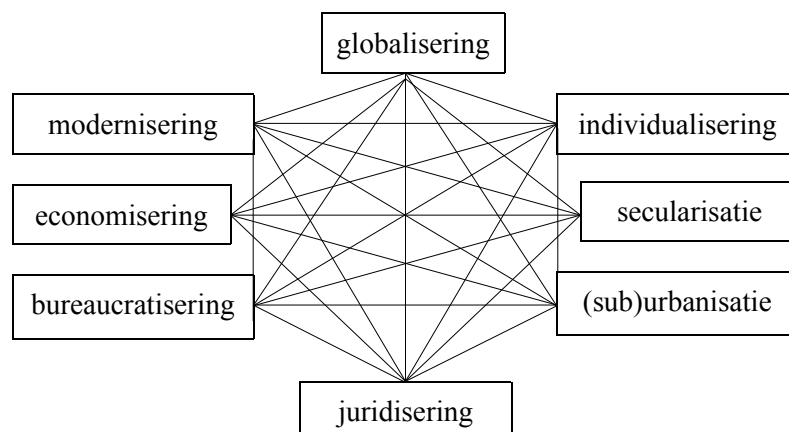 globalisering
modernisering
individualisering
economisering
secularisatie
bureaucratisering
(sub)urbanisatie
juridisering